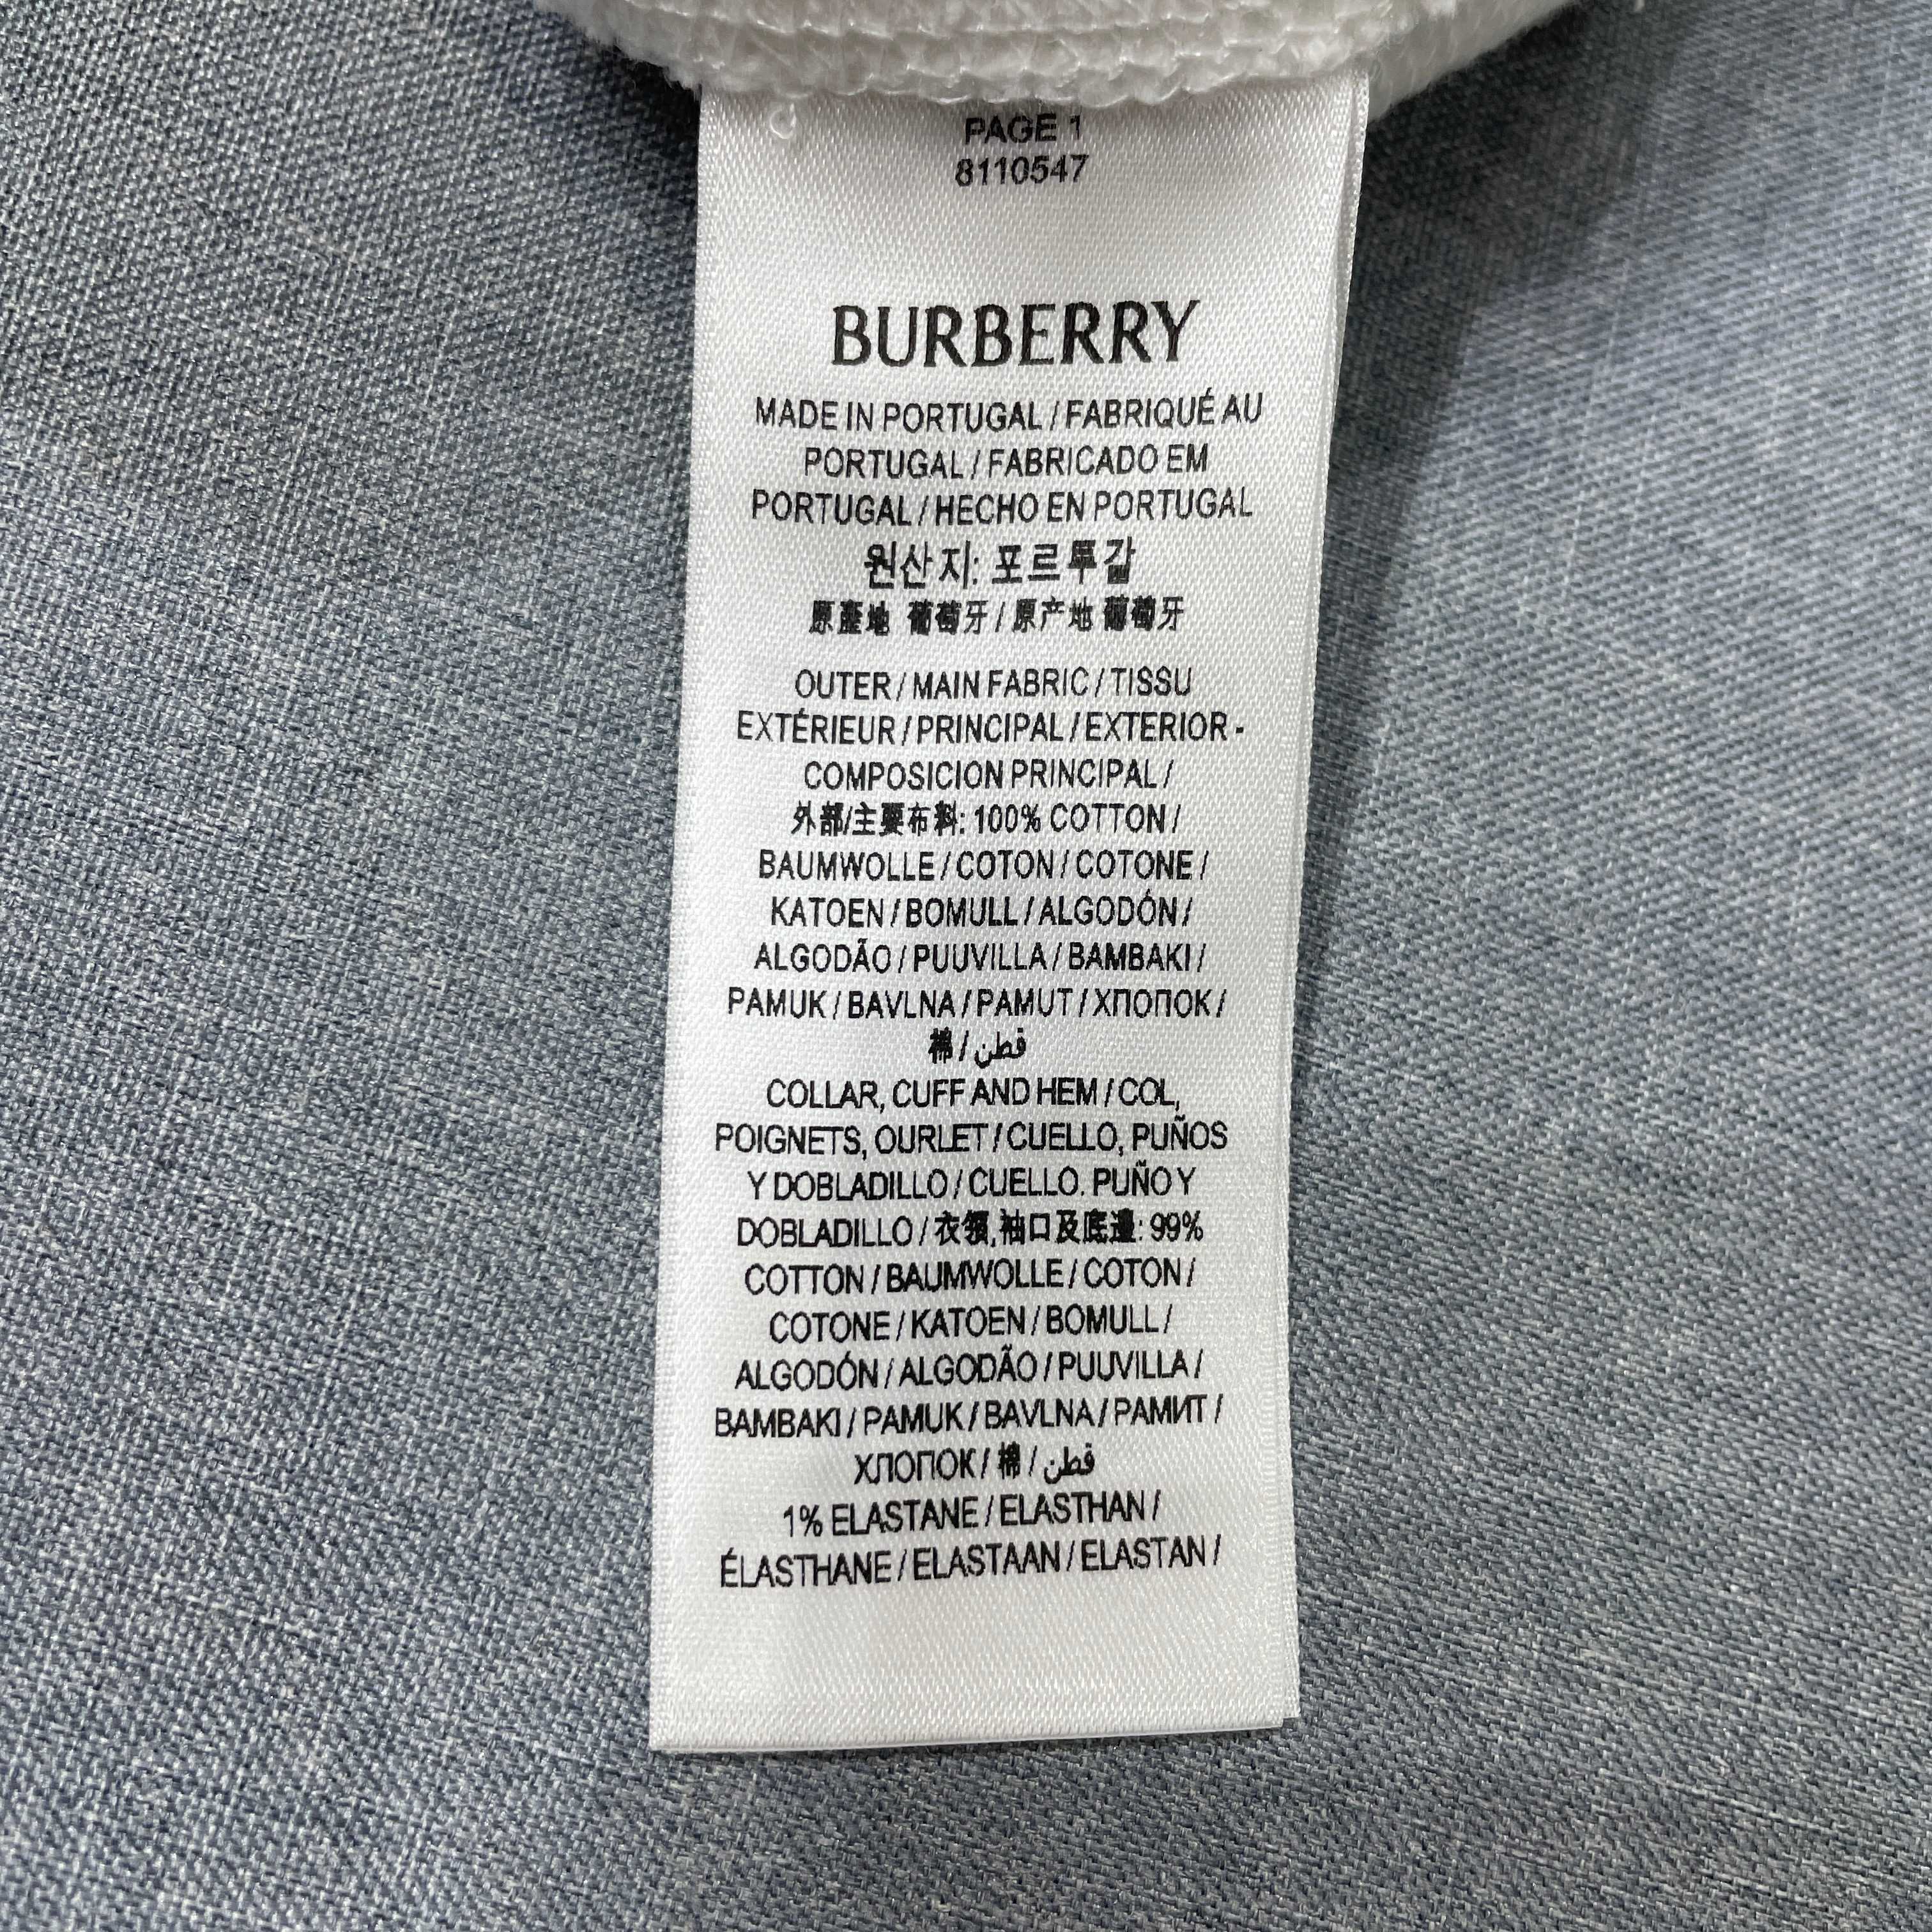 PAGE 1
8110547
BURBERRY
MADE IN PORTUGAL / FABRIQUÉ AU
PORTUGAL / FABRICADO EM
PORTUGAL / HECHO EN PORTUGAL
원산지: 포르투갈
原產地 葡萄牙 / 原产地 葡萄牙
OUTER / MAIN FABRIC / TISSU
EXTÉRIEUR / PRINCIPAL / EXTERIOR -
COMPOSICION PRINCIPAL /
外部/主要布料: 100% COTTON /
BAUMWOLLE / COTON / COTONE /
KATOEN / BOMULL / ALGODÓN /
ALGODÃO / PUUVILLA / BAMBAKI /
PAMUK / BAVLNA / PAMUT / ХЛОПОК /
棉 / قطن
COLLAR, CUFF AND HEM / COL,
POIGNETS, OURLET / CUELLO, PUÑOS
Y DOBLADILLO / CUELLO. PUÑO Y
DOBLADILLO / 衣領,袖口及底邊: 99%
COTTON / BAUMWOLLE / COTON /
COTONE / KATOEN / BOMULL /
ALGODÓN / ALGODÃO / PUUVILLA /
BAMBAKI / PAMUK / BAVLNA / РАМИТ /
ХЛОПОК / 棉 / قطن
1% ELASTANE / ELASTHAN /
ÉLASTHANE / ELASTAAN / ELASTAN /